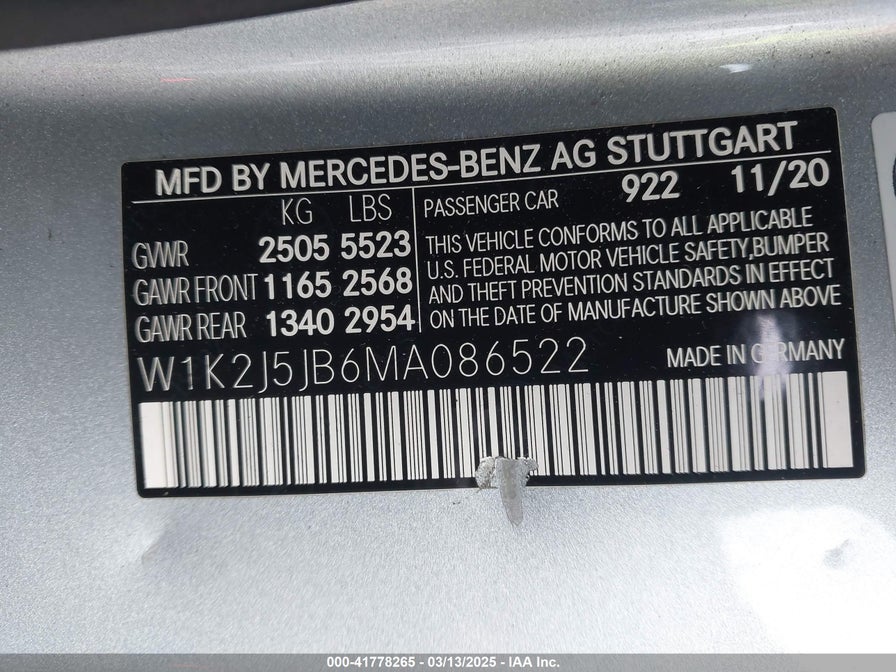 MFD BY MERCEDES-BENZ AG STUTTGART
KG LBS
GVWR 2505 5523
GAWR FRONT 1165 2568
GAWR REAR 1340 2954
PASSENGER CAR 922 11/20
THIS VEHICLE CONFORMS TO ALL APPLICABLE
U.S. FEDERAL MOTOR VEHICLE SAFETY,BUMPER
AND THEFT PREVENTION STANDARDS IN EFFECT
ON THE DATE OF MANUFACTURE SHOWN ABOVE
W1K2J5JB6MA086522
MADE IN GERMANY
000-41778265 - 03/13/2025 - IAA Inc.